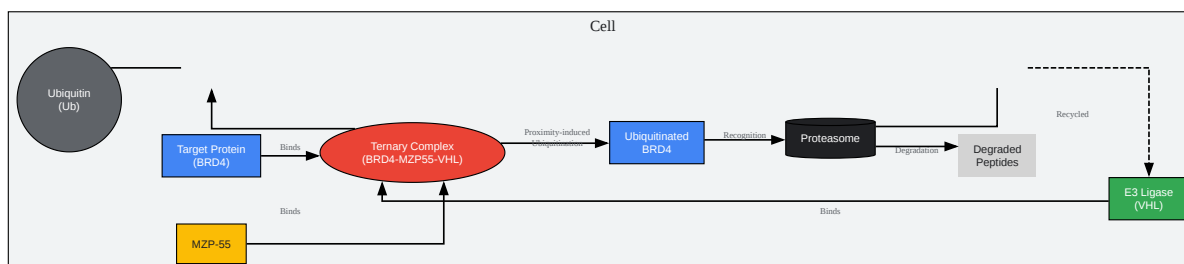 Cell
Ubiquitin
(Ub)
Target Protein
(BRD4)
Binds
Ternary Complex
(BRD4-MZP55-VHL)
Proximity-induced
Ubiquitination
Ubiquitinated
BRD4
Recognition
Proteasome
Degradation
Degraded
Peptides
Recycled
E3 Ligase
(VHL)
Binds
Binds
MZP-55